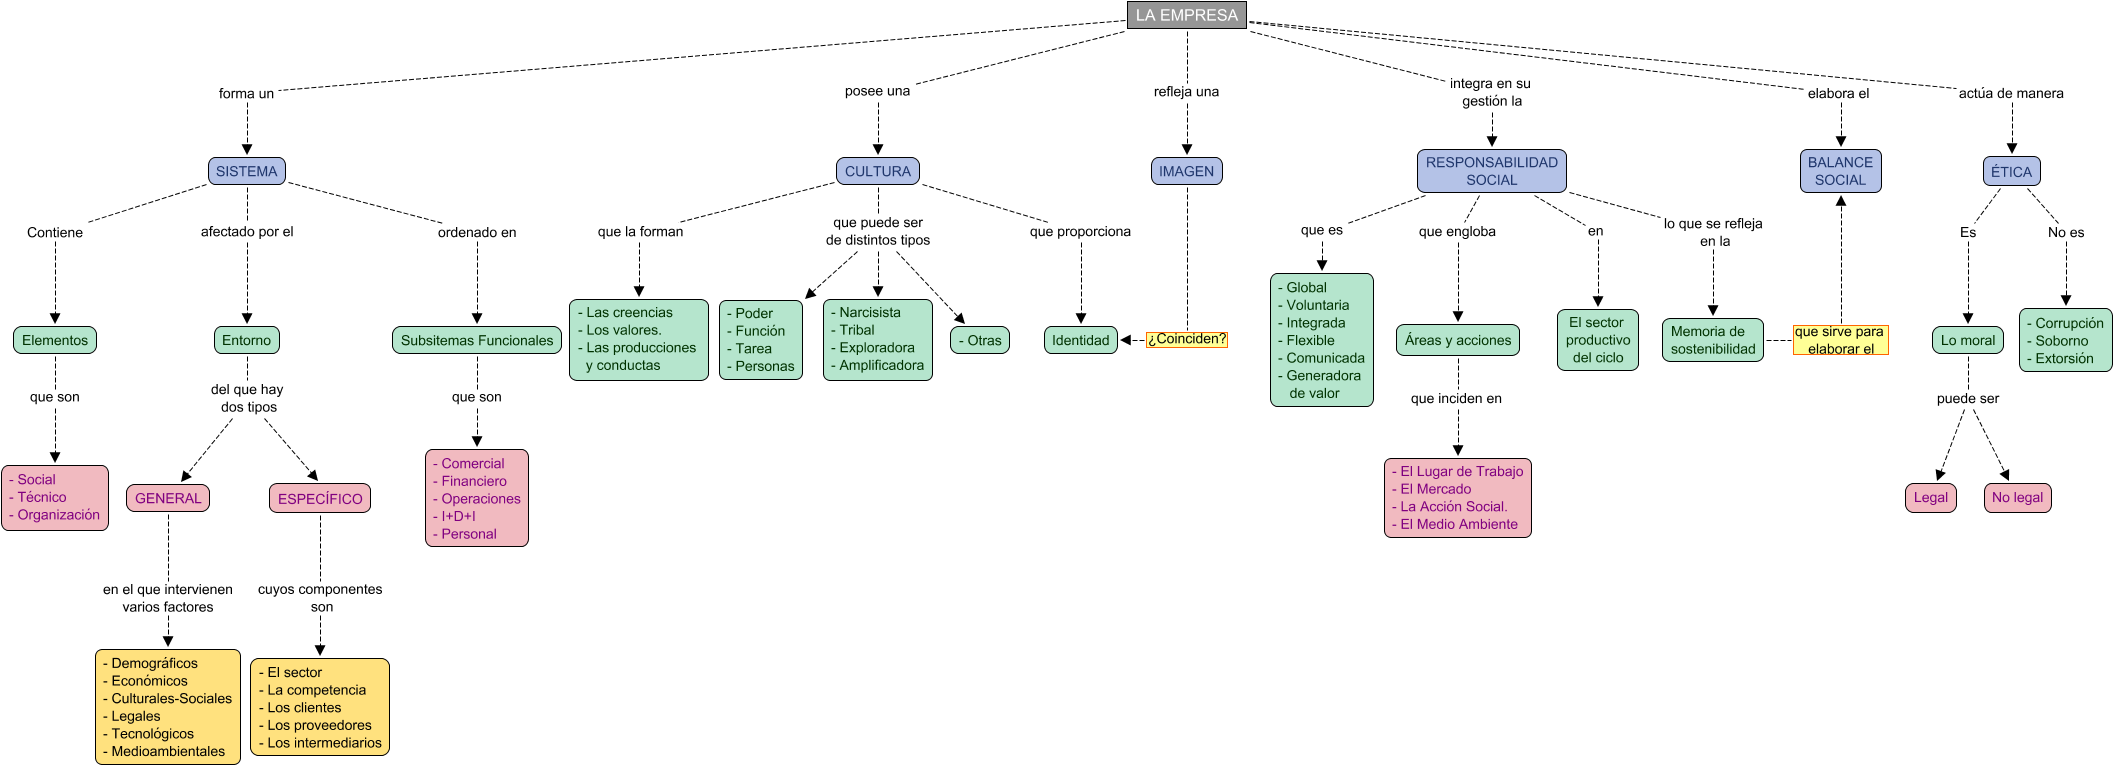 LA EMPRESA
forma un
posee una
refleja una
integra en su
gestión la
elabora el
actúa de manera
SISTEMA
CULTURA
IMAGEN
RESPONSABILIDAD
SOCIAL
BALANCE
SOCIAL
ÉTICA
Contiene
afectado por el
ordenado en
que la forman
que puede ser
de distintos tipos
que proporciona
que es
que engloba
en
lo que se refleja
en la
Es
No es
Elementos
Entorno
Subsitemas Funcionales
- Las creencias
- Los valores.
- Las producciones
y conductas
- Poder
- Función
- Tarea
- Personas
- Narcisista
- Tribal
- Exploradora
- Amplificadora
- Otras
Identidad
¿Coinciden?
- Global
- Voluntaria
- Integrada
- Flexible
- Comunicada
- Generadora
de valor
Áreas y acciones
El sector
productivo
del ciclo
Memoria de
sostenibilidad
que sirve para
elaborar el
Lo moral
- Corrupción
- Soborno
- Extorsión
que son
del que hay
dos tipos
que son
que inciden en
puede ser
- Social
- Técnico
- Organización
GENERAL
ESPECÍFICO
- Comercial
- Financiero
- Operaciones
- I+D+I
- Personal
- El Lugar de Trabajo
- El Mercado
- La Acción Social.
- El Medio Ambiente
Legal
No legal
en el que intervienen
varios factores
cuyos componentes
son
- Demográficos
- Económicos
- Culturales-Sociales
- Legales
- Tecnológicos
- Medioambientales
- El sector
- La competencia
- Los clientes
- Los proveedores
- Los intermediarios